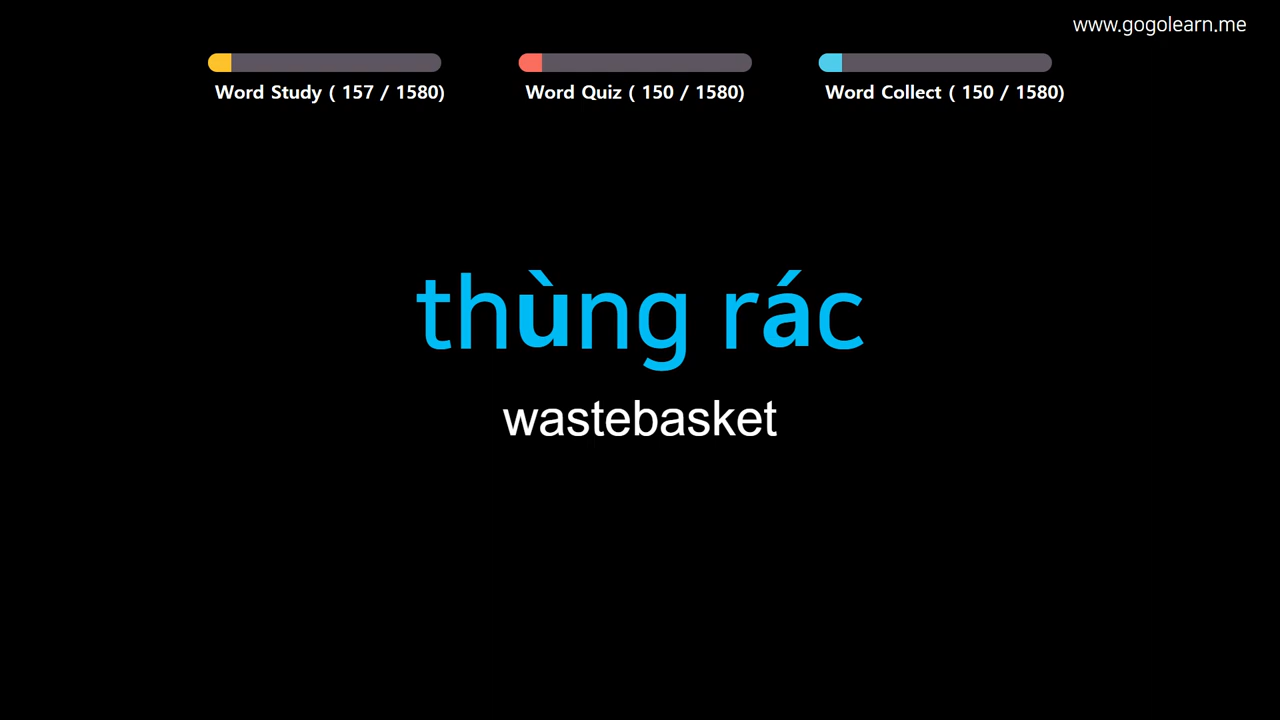 www.gogolearn.me
Word Study ( 157 / 1580)
Word Quiz ( 150 / 1580)
Word Collect ( 150 / 1580)
thùng rác
wastebasket